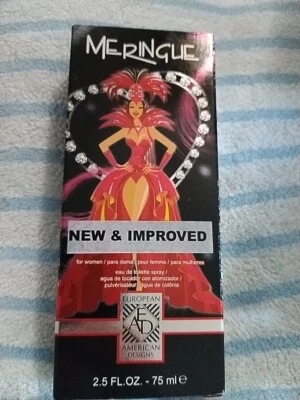 MERINGUE
NEW & IMPROVED
for women / para dama / pour femme / para mulheres
eau de toilette spray /
agua de tocador con atomizador /
pulvérisateur / água de colônia
EUROPEAN
AFD
AMERICAN
DESIGNS
2.5 FL.OZ. - 75 ml e